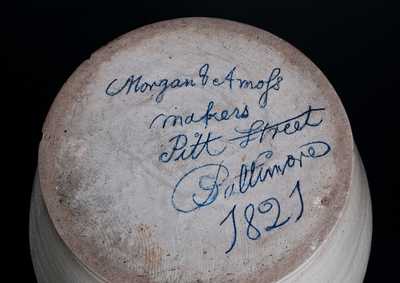 Morgan & Amoſs
makers
Pitt Street
Baltimore
1821